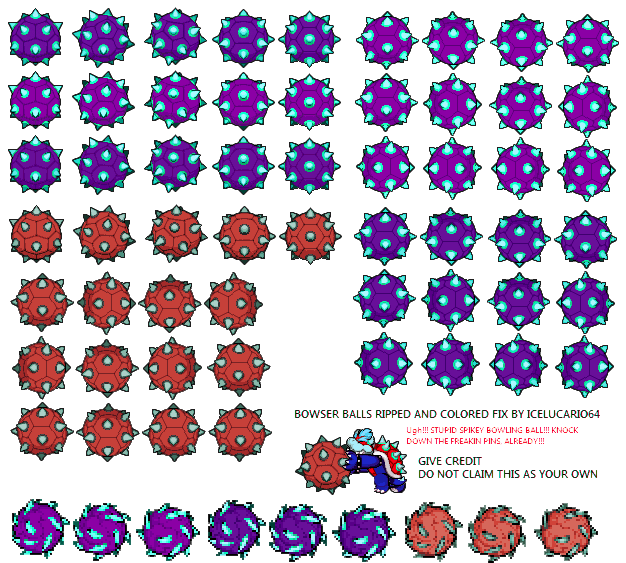 BOWSER BALLS RIPPED AND COLORED FIX BY ICELUCARIO64
Ugh!!! STUPID SPIKEY BOWLING BALL!!! KNOCK
DOWN THE FREAKIN PINS, ALREADY!!!
GIVE CREDIT
DO NOT CLAIM THIS AS YOUR OWN